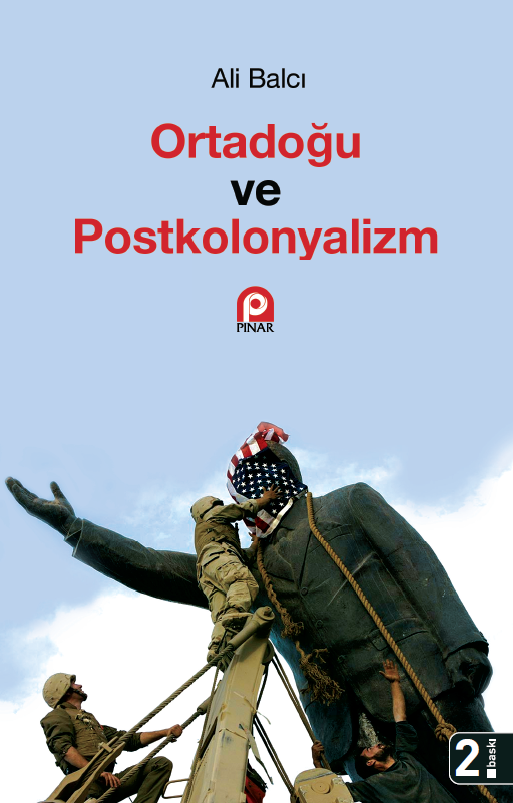 Ali Balcı
Ortadoğu
ve
Postkolonyalizm
PINAR
2.
baskı